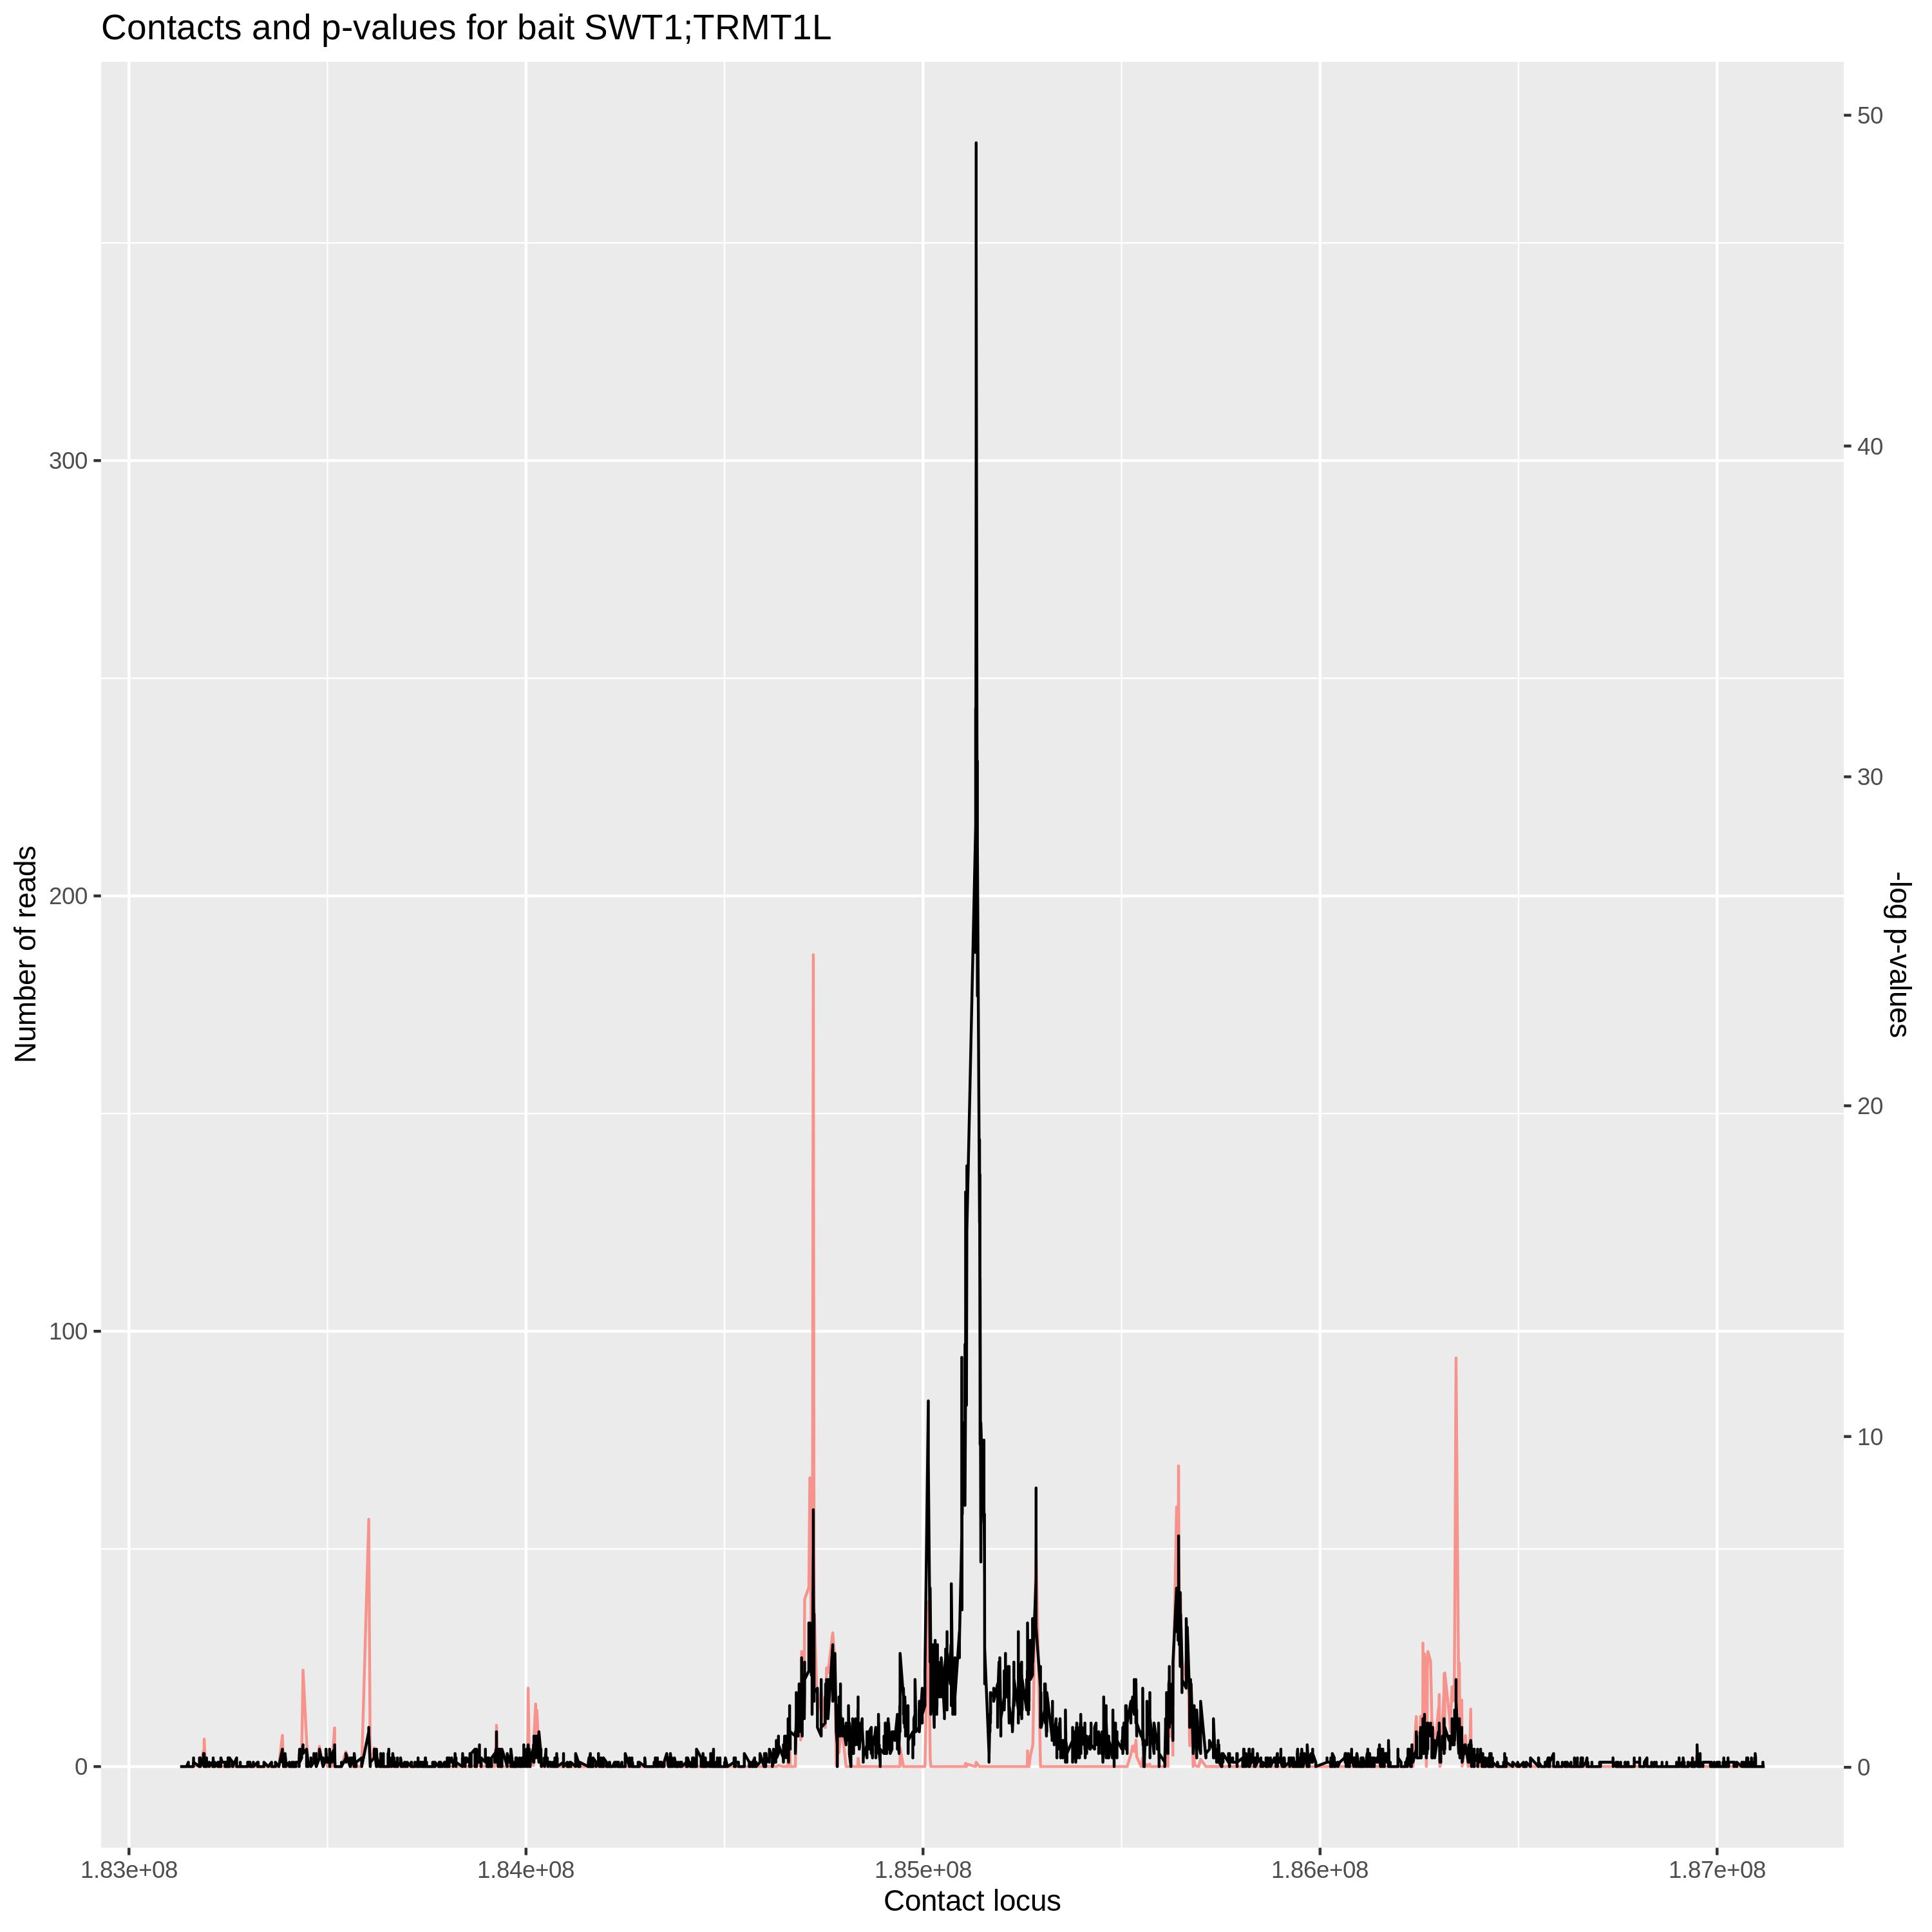 Contacts and p-values for bait SWT1;TRMT1L
50
40
30
20
10
0
300
200
100
0
Number of reads
-log p-values
1.83e+08 1.84e+08 1.85e+08 1.86e+08 1.87e+08
Contact locus